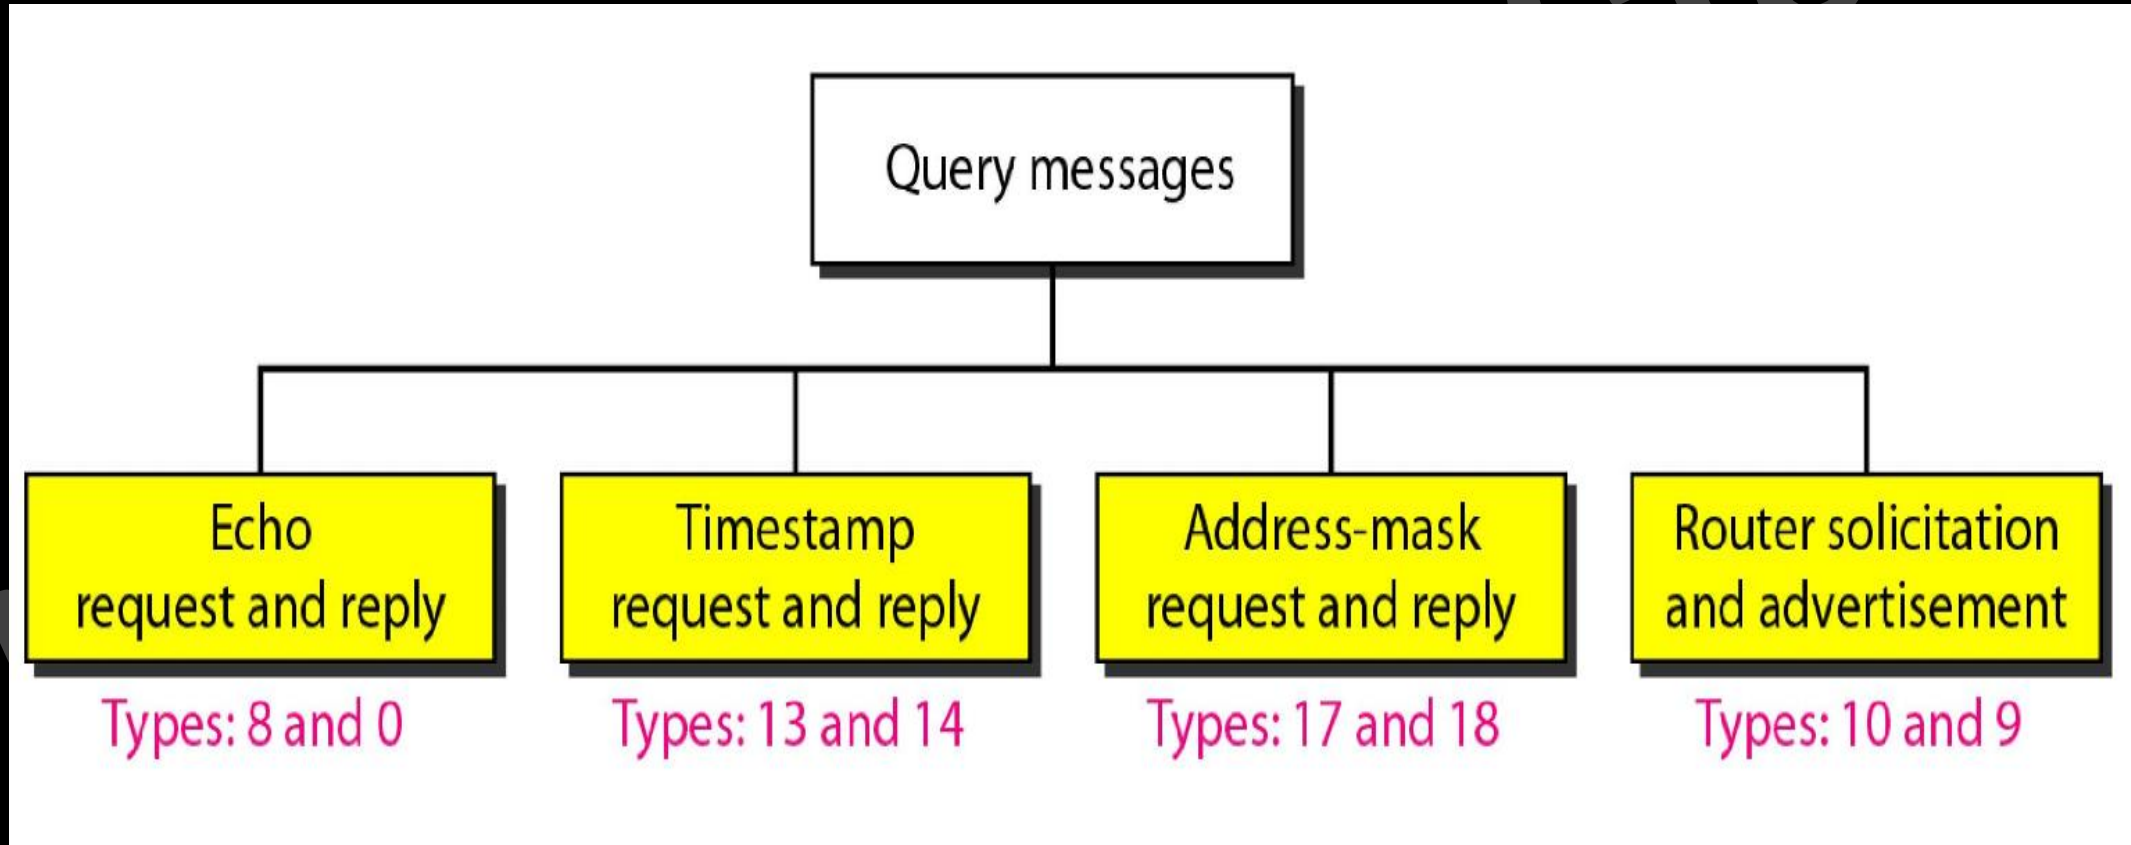 Query messages
Echo
request and reply
Timestamp
request and reply
Address-mask
request and reply
Router solicitation
and advertisement
Types: 8 and 0
Types: 13 and 14
Types: 17 and 18
Types: 10 and 9